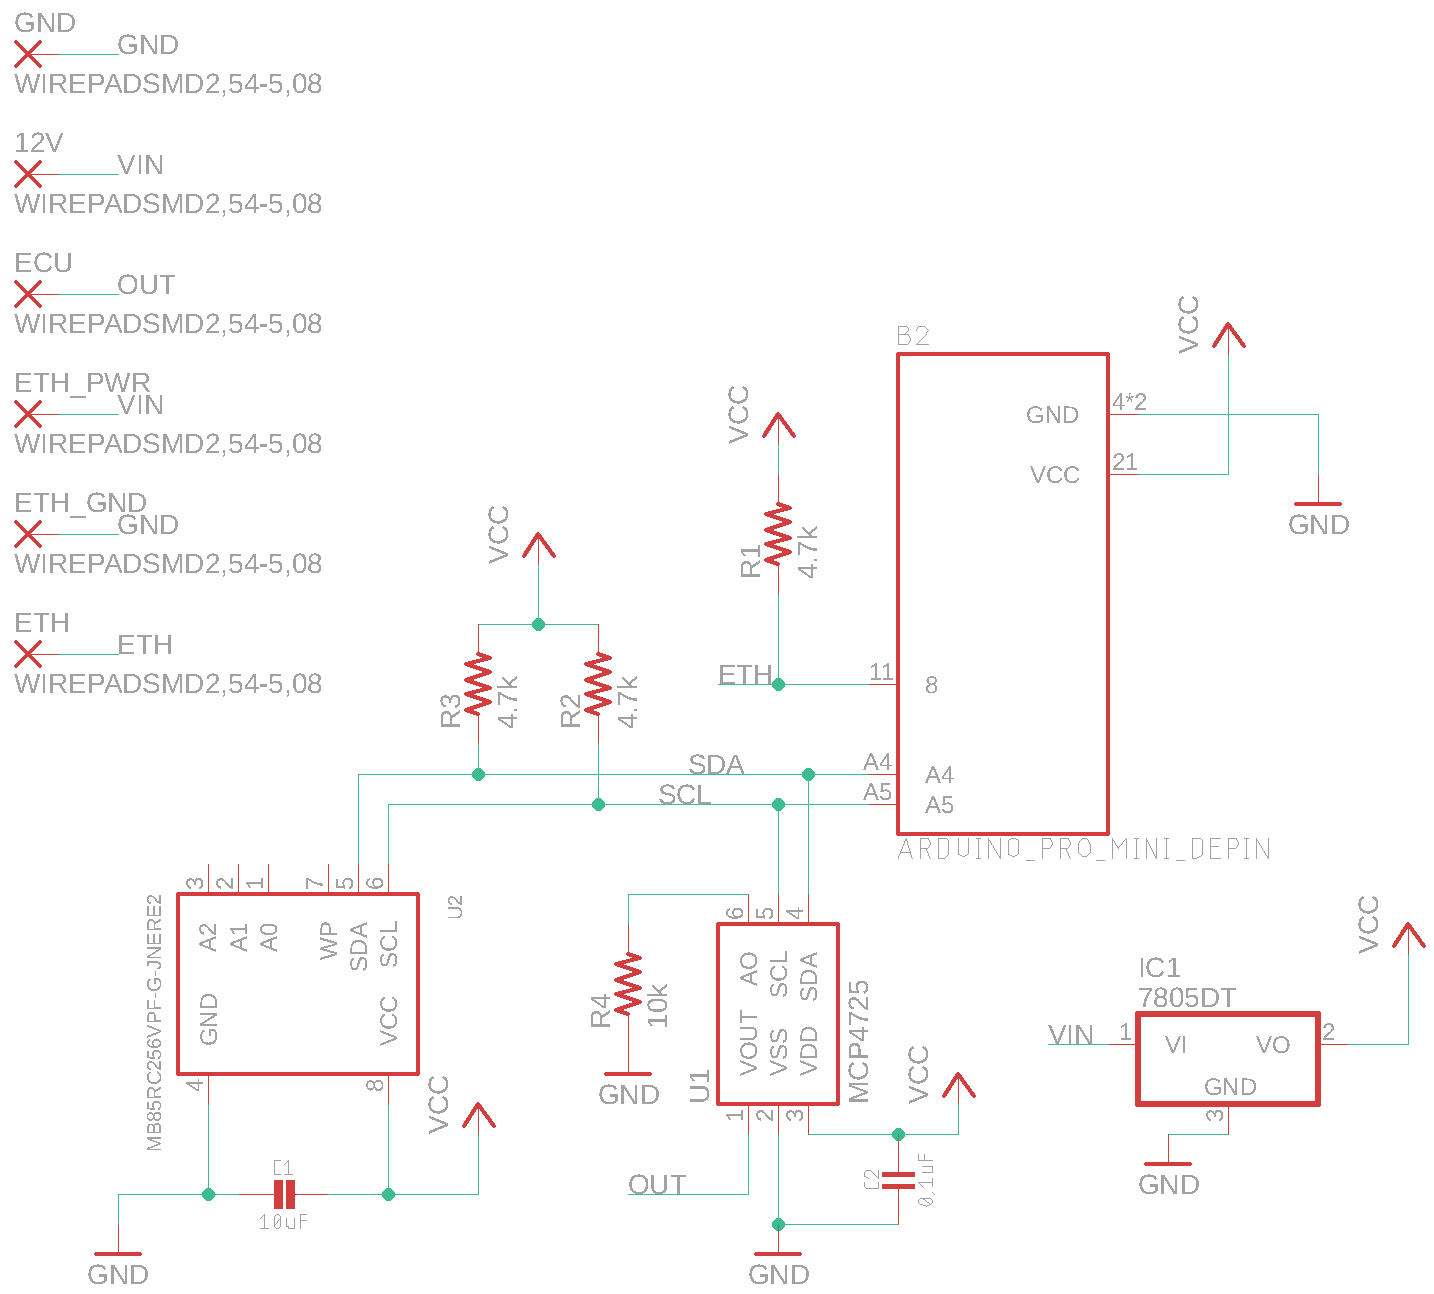 GND
GND
WIREPADSMD2,54-5,08
12V
VIN
WIREPADSMD2,54-5,08
ECU
OUT
WIREPADSMD2,54-5,08
ETH_PWR
VIN
WIREPADSMD2,54-5,08
ETH_GND
GND
WIREPADSMD2,54-5,08
ETH
ETH
WIREPADSMD2,54-5,08
B2
VCC
GND
4*2
VCC
21
GND
VCC
R1
4.7k
ETH
11
8
A4
A4
A5
A5
ARDUINO_PRO_MINI_DEPIN
VCC
R3
4.7k
R2
4.7k
SDA
SCL
3
2
1
7
5
6
U2
A2
A1
A0
WP
SDA
SCL
GND
VCC
MB85RC256VPF-G-JNERE2
4
8
VCC
C1
10uF
GND
R4
10k
GND
6
5
4
AO
SCL
SDA
VOUT
VSS
VDD
U1
MCP4725
1
2
3
VCC
OUT
C2
0,1uF
GND
VCC
IC1
7805DT
VIN
1
VI
VO
2
GND
3
GND